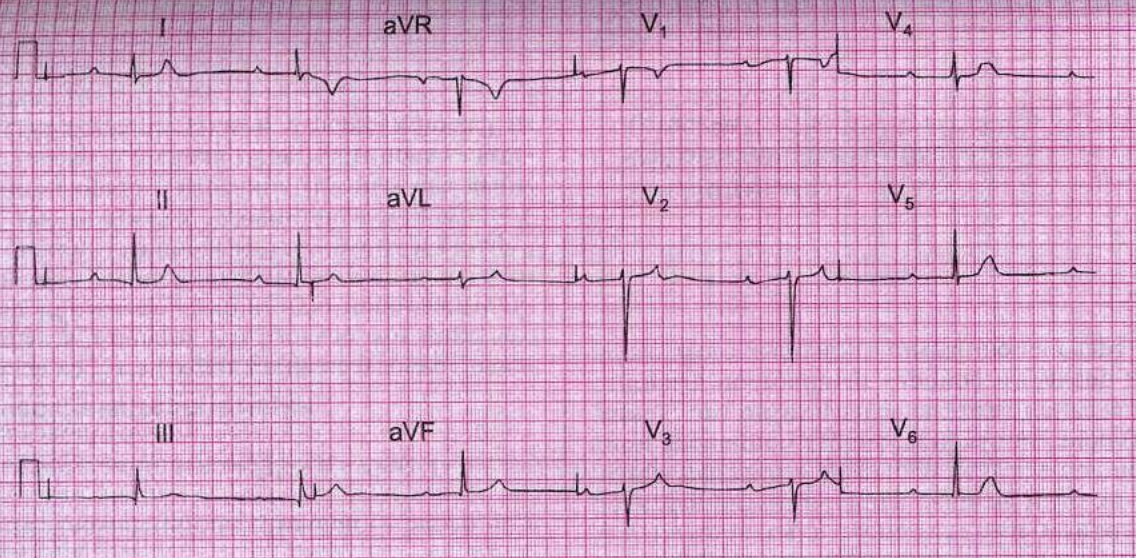 I aVR V₁ V₄
II aVL V₂ V₅
III aVF V₃ V₆